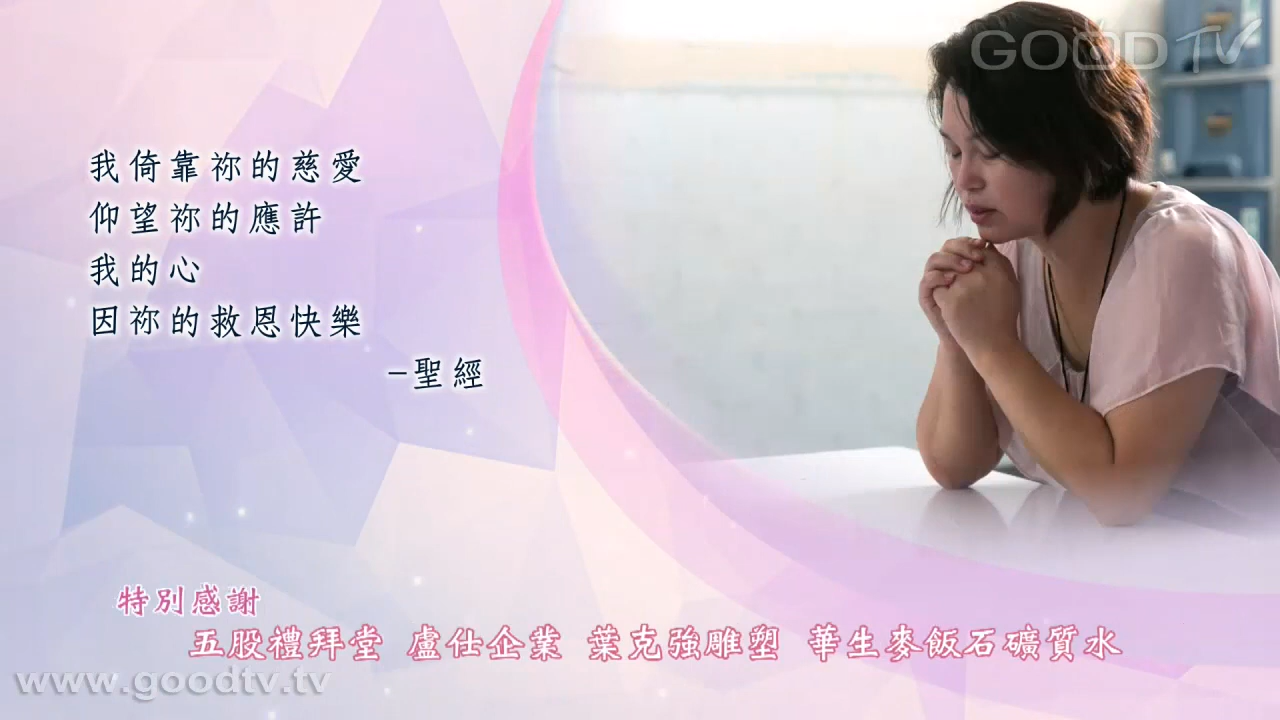 GOOD TV
我倚靠祢的慈愛
仰望祢的應許
我的心
因祢的救恩快樂
–聖經
特別感謝
五股禮拜堂 盧仕企業 葉克強雕塑 華生麥飯石礦質水
www.goodtv.tv